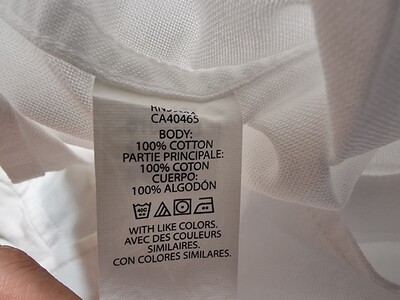 CA40465
BODY:
100% COTTON
PARTIE PRINCIPALE:
100% COTON
CUERPO:
100% ALGODÓN
40C
WITH LIKE COLORS.
AVEC DES COULEURS
SIMILAIRES.
CON COLORES SIMILARES.